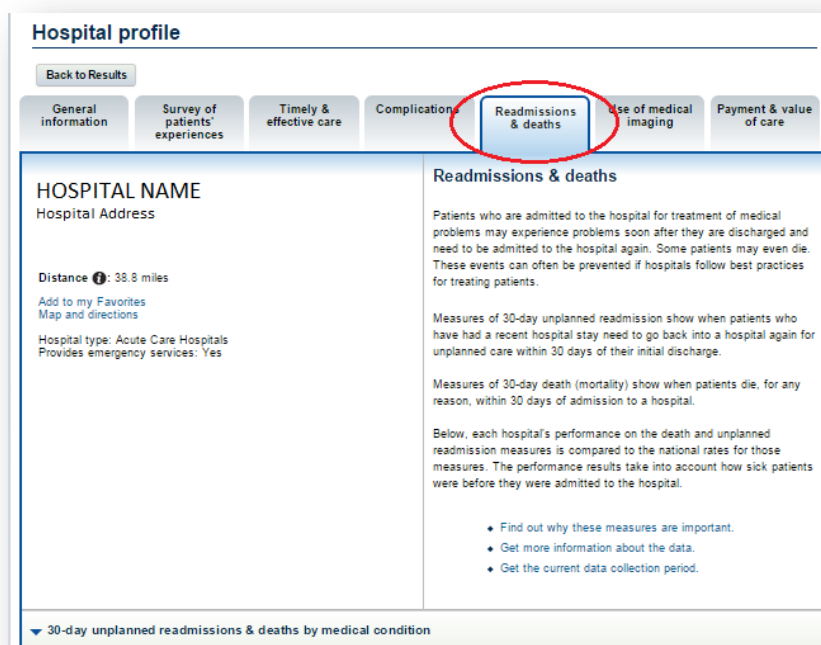 Hospital profile
Back to Results
General
information
Survey of
patients'
experiences
Timely &
effective care
Complications
Readmissions
& deaths
Use of medical
imaging
Payment & value
of care
HOSPITAL NAME
Hospital Address
Distance i: 38.8 miles
Add to my Favorites
Map and directions
Hospital type: Acute Care Hospitals
Provides emergency services: Yes
Readmissions & deaths
Patients who are admitted to the hospital for treatment of medical
problems may experience problems soon after they are discharged and
need to be admitted to the hospital again. Some patients may even die.
These events can often be prevented if hospitals follow best practices
for treating patients.
Measures of 30-day unplanned readmission show when patients who
have had a recent hospital stay need to go back into a hospital again for
unplanned care within 30 days of their initial discharge.
Measures of 30-day death (mortality) show when patients die, for any
reason, within 30 days of admission to a hospital.
Below, each hospital's performance on the death and unplanned
readmission measures is compared to the national rates for those
measures. The performance results take into account how sick patients
were before they were admitted to the hospital.
Find out why these measures are important.
Get more information about the data.
Get the current data collection period.
30-day unplanned readmissions & deaths by medical condition